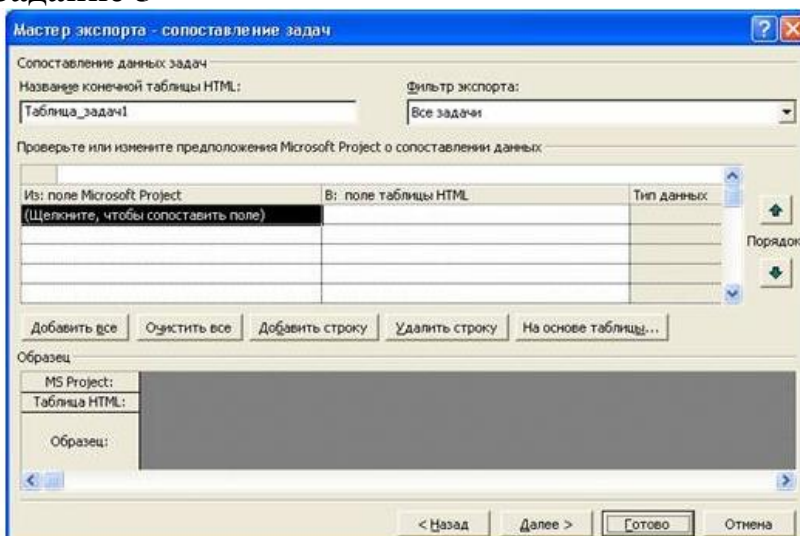 Задание 3
Мастер экспорта - сопоставление задач
Сопоставление данных задач
Название конечной таблицы HTML:
Фильтр экспорта:
Таблица_задач1
Все задачи
Проверьте или измените предположения Microsoft Project о сопоставлении данных
Из: поле Microsoft Project
В: поле таблицы HTML
Тип данных
(Щелкните, чтобы сопоставить поле)
Порядок
Добавить все
Очистить все
Добавить строку
Удалить строку
На основе таблицы...
Образец
MS Project:
Таблица HTML:
Образец:
< Назад
Далее >
Готово
Отмена